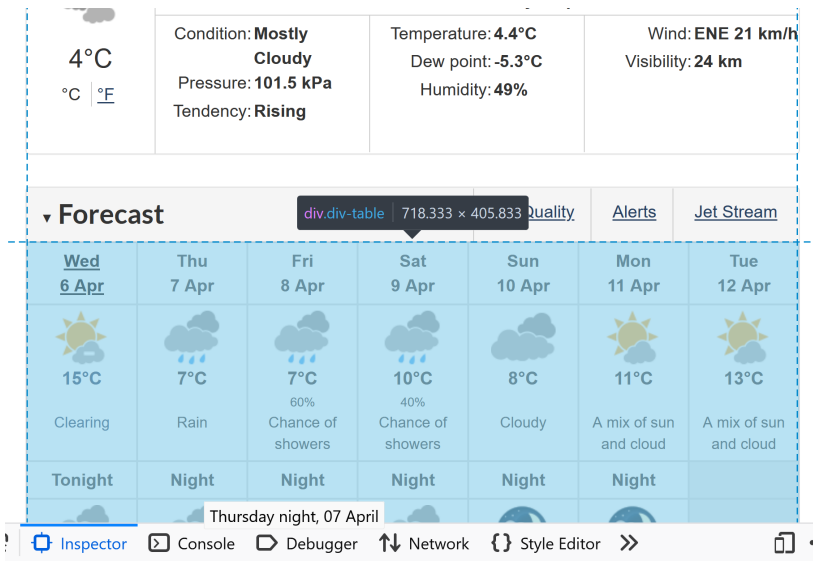 Condition: Mostly Cloudy
Pressure: 101.5 kPa
Tendency: Rising
Temperature: 4.4°C
Dew point: -5.3°C
Humidity: 49%
Wind: ENE 21 km/h
Visibility: 24 km
4°C
°C °F
▾ Forecast
div.div-table 718.333 × 405.833
Quality
Alerts
Jet Stream
Wed Thu Fri Sat Sun Mon Tue
6 Apr 7 Apr 8 Apr 9 Apr 10 Apr 11 Apr 12 Apr
15°C 7°C 7°C 10°C 8°C 11°C 13°C
60% 40%
Clearing Rain Chance of Chance of Cloudy A mix of sun A mix of sun
showers showers and cloud and cloud
Tonight Night Night Night Night Night
Thursday night, 07 April
Inspector Console Debugger Network Style Editor